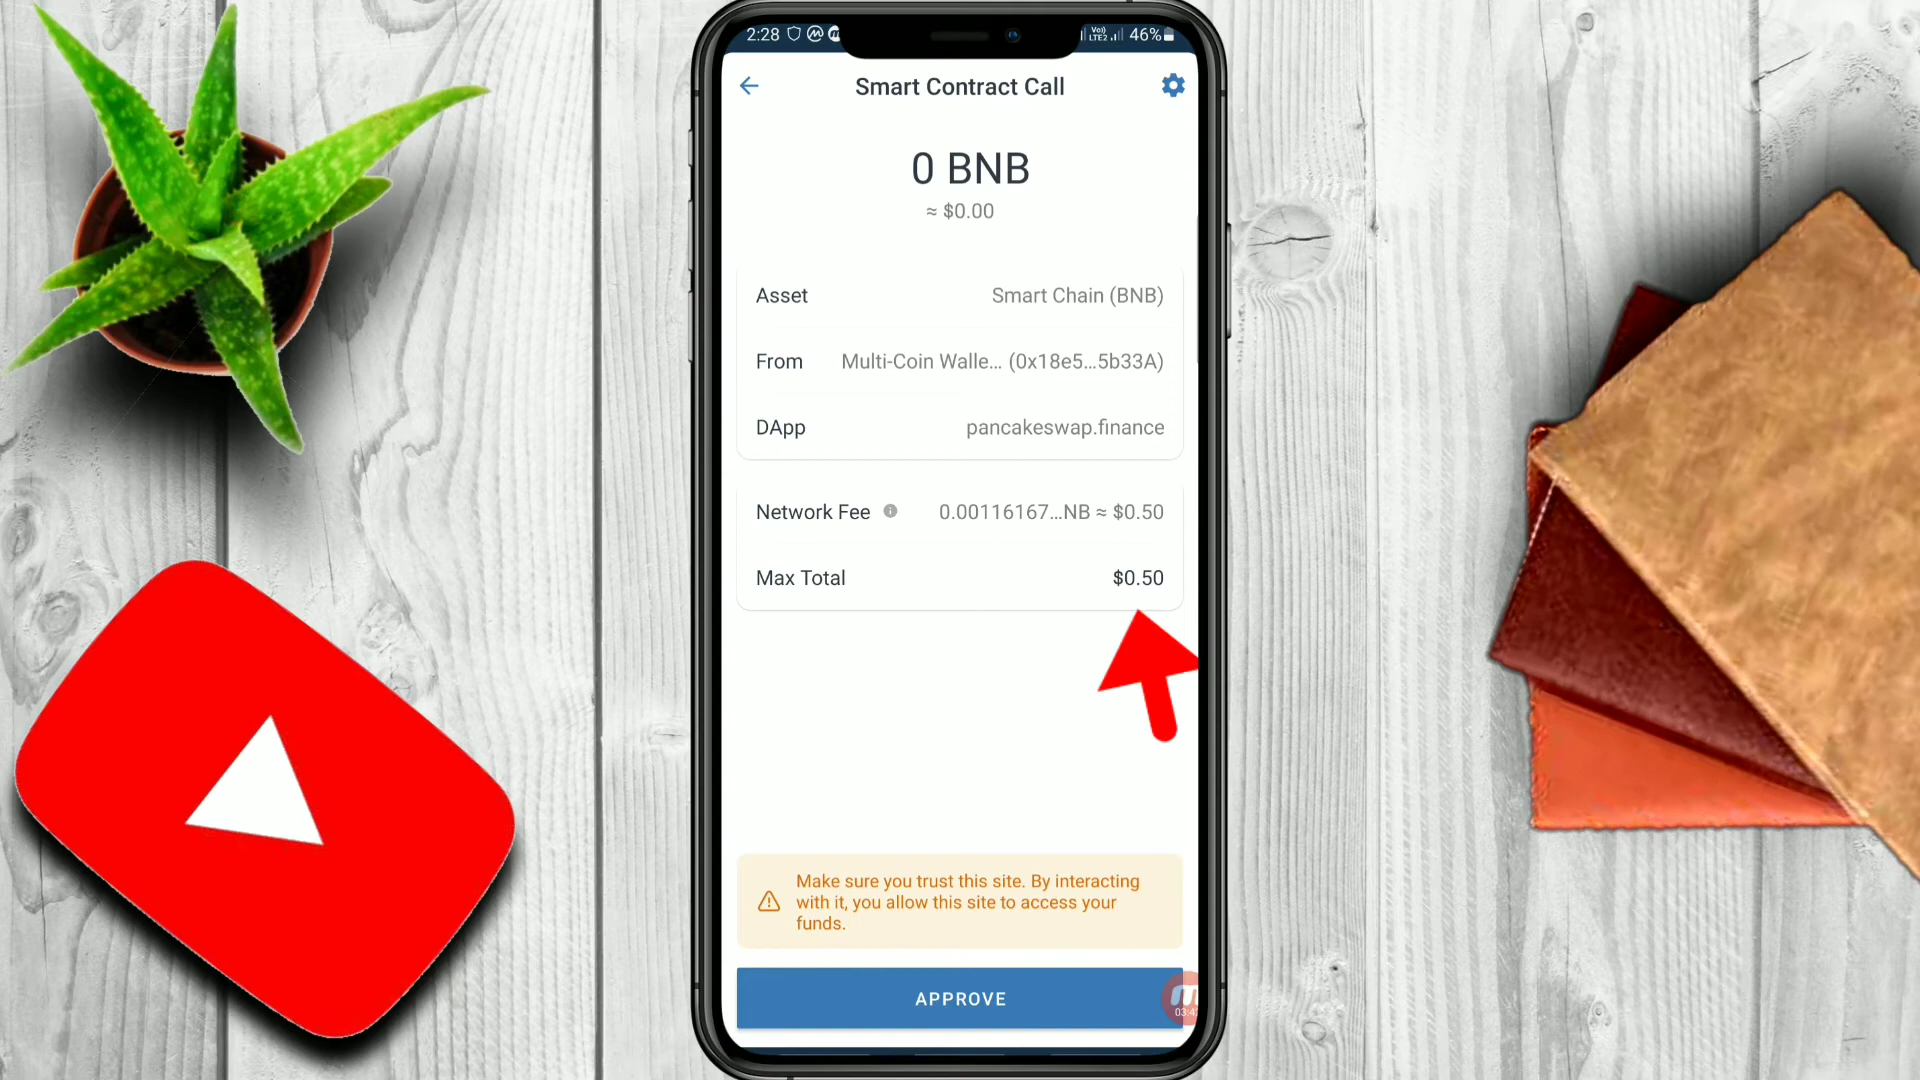 2:28 46%
Smart Contract Call
0 BNB
≈ $0.00
Asset Smart Chain (BNB)
From Multi-Coin Walle... (0x18e5...5b33A)
DApp pancakeswap.finance
Network Fee 0.00116167...NB ≈ $0.50
Max Total $0.50
Make sure you trust this site. By interacting
with it, you allow this site to access your
funds.
APPROVE